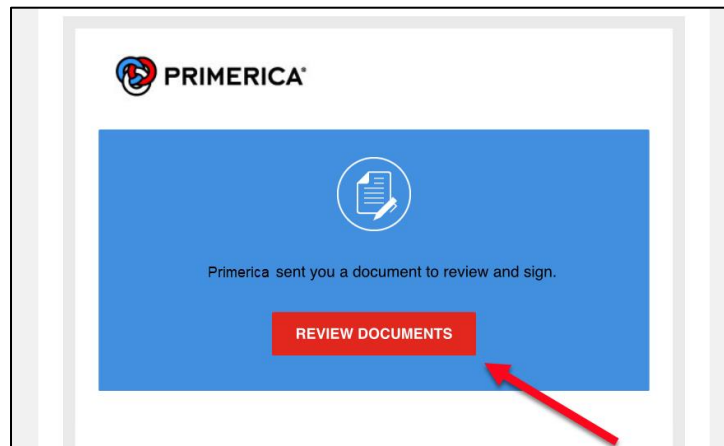 PRIMERICA®
Primerica sent you a document to review and sign.
REVIEW DOCUMENTS